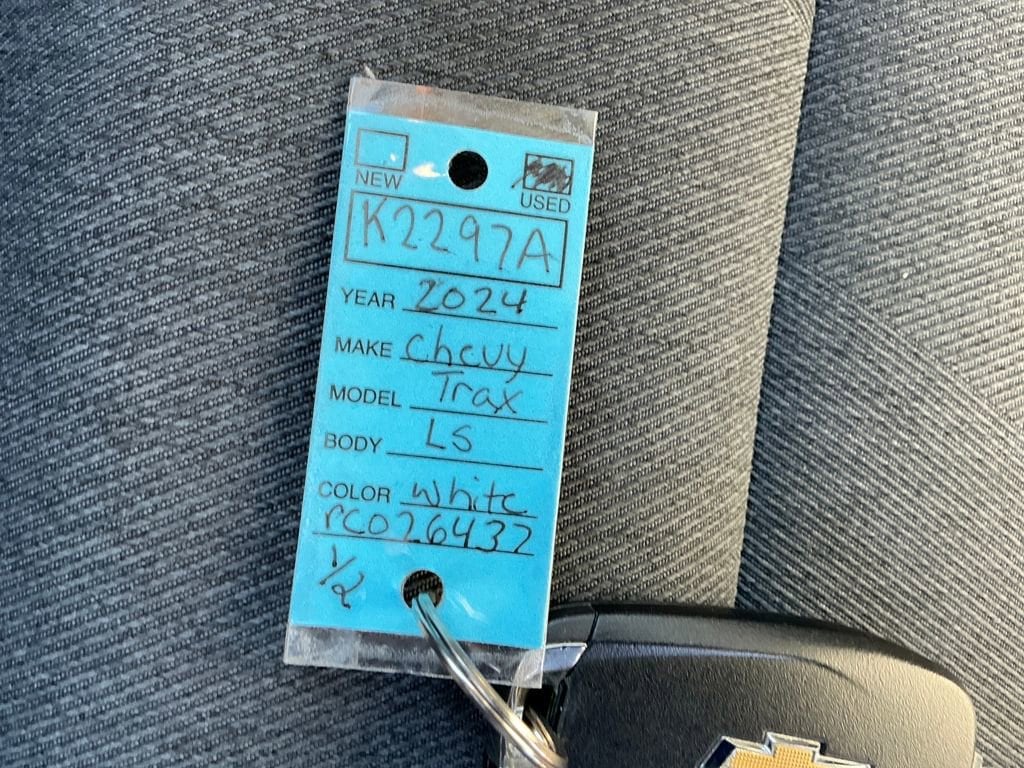 NEW USED
K2297A
YEAR 2024
MAKE Chevy
MODEL Trax
BODY LS
COLOR White
rC026432
1/2